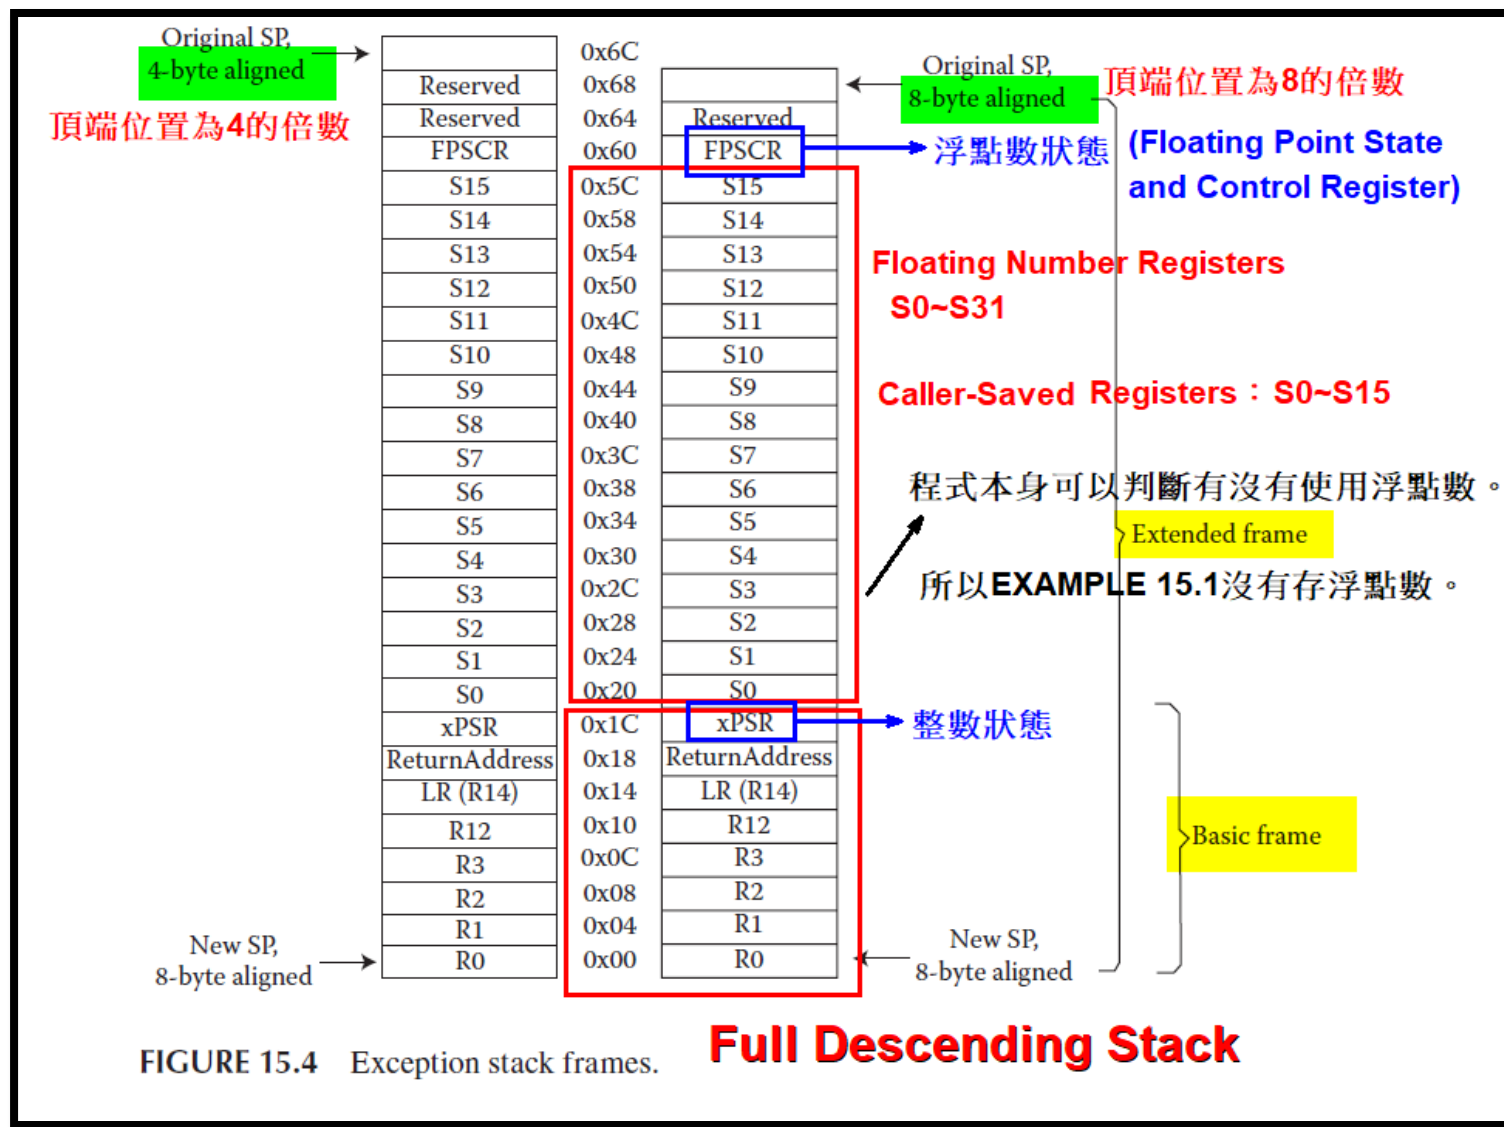 Original SP,
4-byte aligned
頂端位置為4的倍數
Reserved
Reserved
FPSCR
S15
S14
S13
S12
S11
S10
S9
S8
S7
S6
S5
S4
S3
S2
S1
S0
xPSR
ReturnAddress
LR (R14)
R12
R3
R2
R1
R0
New SP,
8-byte aligned
0x6C
0x68
0x64
0x60
0x5C
0x58
0x54
0x50
0x4C
0x48
0x44
0x40
0x3C
0x38
0x34
0x30
0x2C
0x28
0x24
0x20
0x1C
0x18
0x14
0x10
0x0C
0x08
0x04
0x00
Reserved
FPSCR
S15
S14
S13
S12
S11
S10
S9
S8
S7
S6
S5
S4
S3
S2
S1
S0
xPSR
ReturnAddress
LR (R14)
R12
R3
R2
R1
R0
Original SP,
8-byte aligned
頂端位置為8的倍數
浮點數狀態 (Floating Point State
and Control Register)
Floating Number Registers
S0~S31
Caller-Saved Registers：S0~S15
程式本身可以判斷有沒有使用浮點數。
Extended frame
所以EXAMPLE 15.1沒有存浮點數。
整數狀態
Basic frame
New SP,
8-byte aligned
Full Descending Stack
FIGURE 15.4 Exception stack frames.